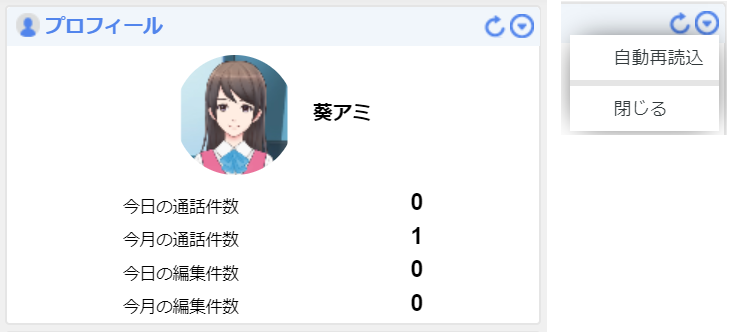 プロフィール
葵アミ
今日の通話件数 0
今月の通話件数 1
今日の編集件数 0
今月の編集件数 0
自動再読込
閉じる